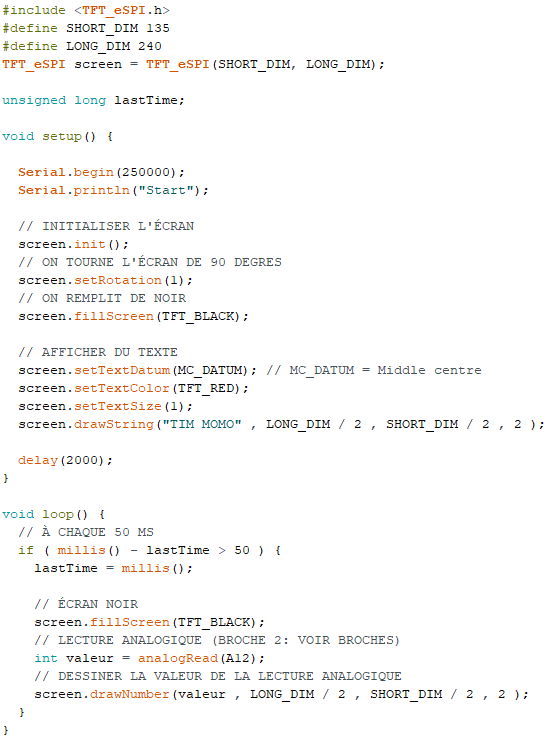 #include <TFT_eSPI.h>
#define SHORT_DIM 135
#define LONG_DIM 240
TFT_eSPI screen = TFT_eSPI(SHORT_DIM, LONG_DIM);

unsigned long lastTime;

void setup() {

  Serial.begin(250000);
  Serial.println("Start");

  // INITIALISER L'ÉCRAN
  screen.init();
  // ON TOURNE L'ÉCRAN DE 90 DEGRES
  screen.setRotation(1);
  // ON REMPLIT DE NOIR
  screen.fillScreen(TFT_BLACK);

  // AFFICHER DU TEXTE
  screen.setTextDatum(MC_DATUM); // MC_DATUM = Middle centre
  screen.setTextColor(TFT_RED);
  screen.setTextSize(1);
  screen.drawString("TIM MOMO" , LONG_DIM / 2 , SHORT_DIM / 2 , 2 );

  delay(2000);
}

void loop() {
  // À CHAQUE 50 MS
  if ( millis() - lastTime > 50 ) {
    lastTime = millis();

    // ÉCRAN NOIR
    screen.fillScreen(TFT_BLACK);
    // LECTURE ANALOGIQUE (BROCHE 2: VOIR BROCHES)
    int valeur = analogRead(A12);
    // DESSINER LA VALEUR DE LA LECTURE ANALOGIQUE
    screen.drawNumber(valeur , LONG_DIM / 2 , SHORT_DIM / 2 , 2 );
  }
}